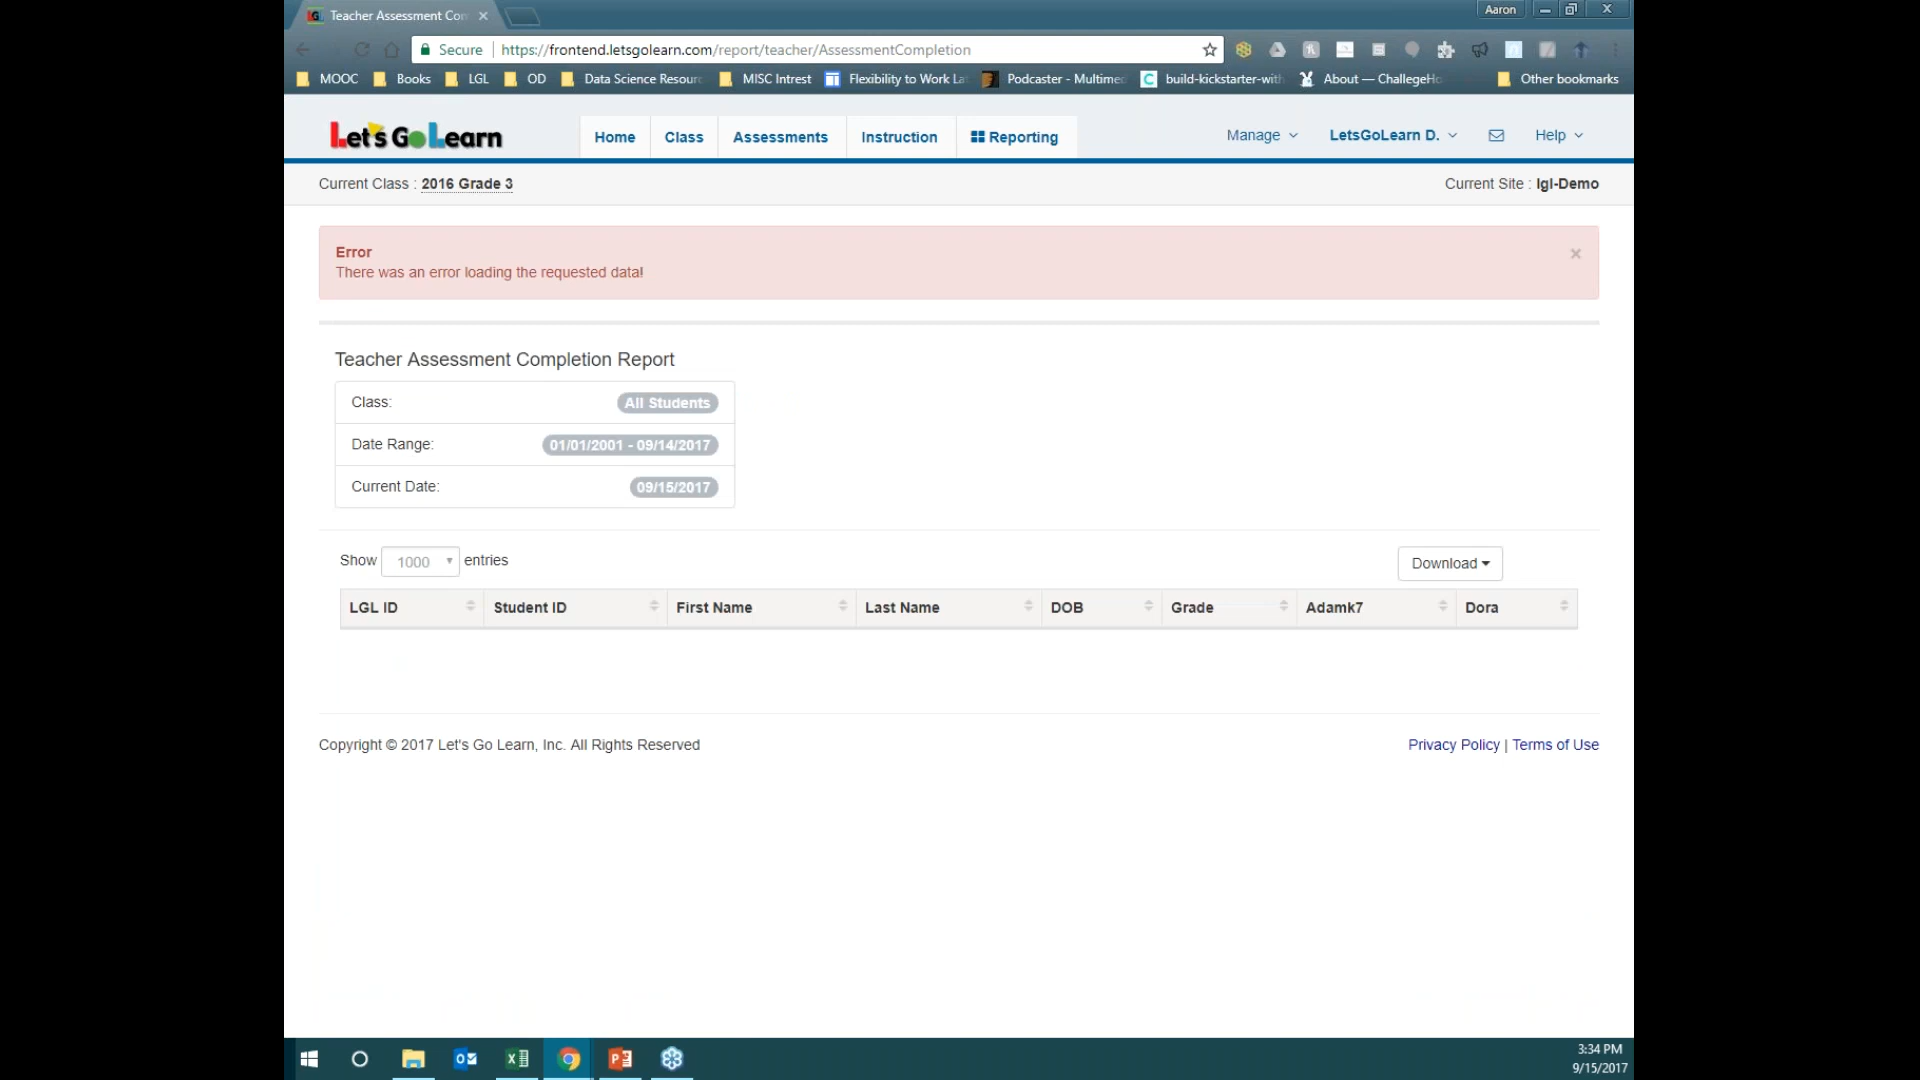 Teacher Assessment Con
Aaron
Secure
https://frontend.letsgolearn.com/report/teacher/AssessmentCompletion
MOOC
Books
LGL
OD
Data Science Resour
MISC Intrest
Flexibility to Work La
Podcaster - Multime
build-kickstarter-with
About — ChallegeHo
Other bookmarks
Let's Go Learn
Home
Class
Assessments
Instruction
Reporting
Manage
LetsGoLearn D.
Help
Current Class : 2016 Grade 3
Current Site : lgl-Demo
Error
There was an error loading the requested data!
Teacher Assessment Completion Report
Class: All Students
Date Range: 01/01/2001 - 09/14/2017
Current Date: 09/15/2017
Show 1000 entries
Download
LGL ID
Student ID
First Name
Last Name
DOB
Grade
Adamk7
Dora
Copyright © 2017 Let's Go Learn, Inc. All Rights Reserved
Privacy Policy | Terms of Use
3:34 PM
9/15/2017